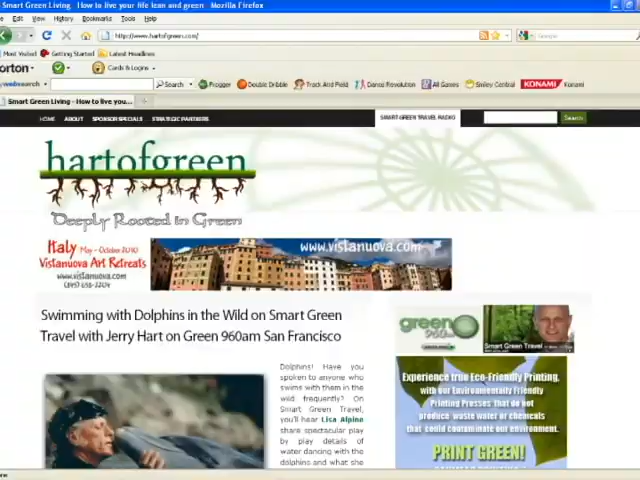 Smart Green Living. How to live your life lean and green - Mozilla Firefox
Edit View History Bookmarks Tools Help
http://www.hartofgreen.com/
Google
Most Visited Getting Started Latest Headlines
orton Cards & Logins
websearch Search Frogger Double Dribble Track And Field Dance Revolution All Games Smiley Central KONAMI Konami
Smart Green Living - How to live you...
HOME ABOUT SPONSOR SPECIALS STRATEGIC PARTNERS SMART GREEN TRAVEL RADIO Search
hartofgreen
Deeply Rooted in Green
Italy May - October 2010
Vistanuova Art Retreats
www.vistanuova.com
www.vistanuova.com
Swimming with Dolphins in the Wild on Smart Green
Travel with Jerry Hart on Green 960am San Francisco
green
960am
Smart Green Travel
Dolphins! Have you
spoken to anyone who
swims with them in the
wild frequently? On
Smart Green Travel,
you'll hear Lisa Alpine
share spectacular play
by play details of
water dancing with the
dolphins and what she
Experience true Eco-Friendly Printing,
with our Environmentally Friendly
Printing Presses that do not
produce waste water or chemicals
that could contaminate our environment.
PRINT GREEN!